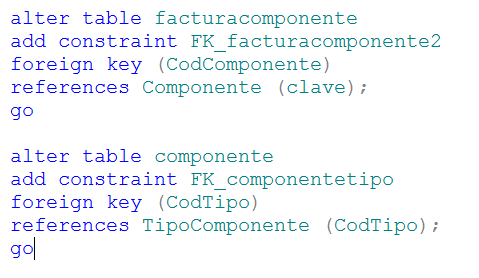 alter table facturacomponente
add constraint FK_facturacomponente2
foreign key (CodComponente)
references Componente (clave);
go
alter table componente
add constraint FK_componentetipo
foreign key (CodTipo)
references TipoComponente (CodTipo);
go